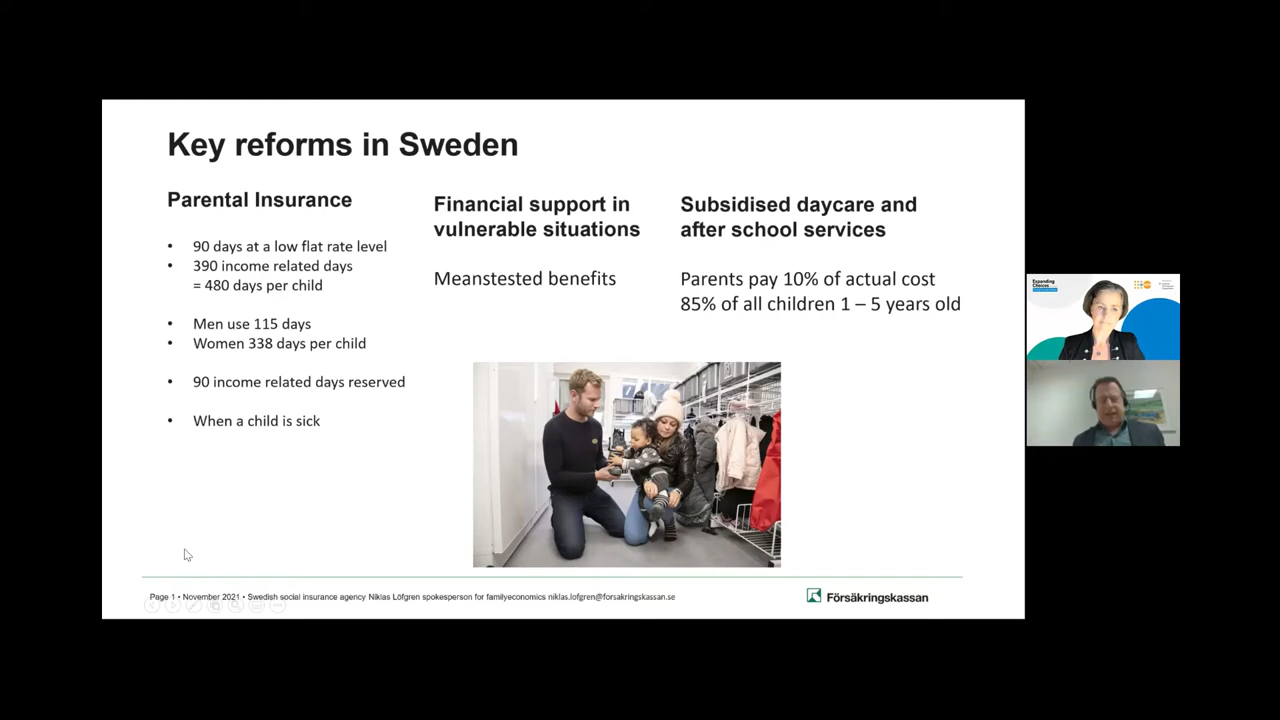 Key reforms in Sweden
Parental Insurance
• 90 days at a low flat rate level
• 390 income related days
= 480 days per child
• Men use 115 days
• Women 338 days per child
• 90 income related days reserved
• When a child is sick
Financial support in
vulnerable situations
Meanstested benefits
Subsidised daycare and
after school services
Parents pay 10% of actual cost
85% of all children 1 – 5 years old
Page 1 • November 2021 • Swedish social insurance agency Niklas Löfgren spokesperson for familyeconomics niklas.lofgren@forsakringskassan.se
Försäkringskassan
Expanding
Choices